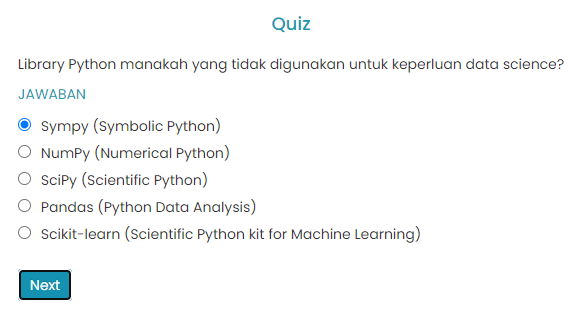 Quiz
Library Python manakah yang tidak digunakan untuk keperluan data science?
JAWABAN
Sympy (Symbolic Python)
NumPy (Numerical Python)
SciPy (Scientific Python)
Pandas (Python Data Analysis)
Scikit-learn (Scientific Python kit for Machine Learning)
Next